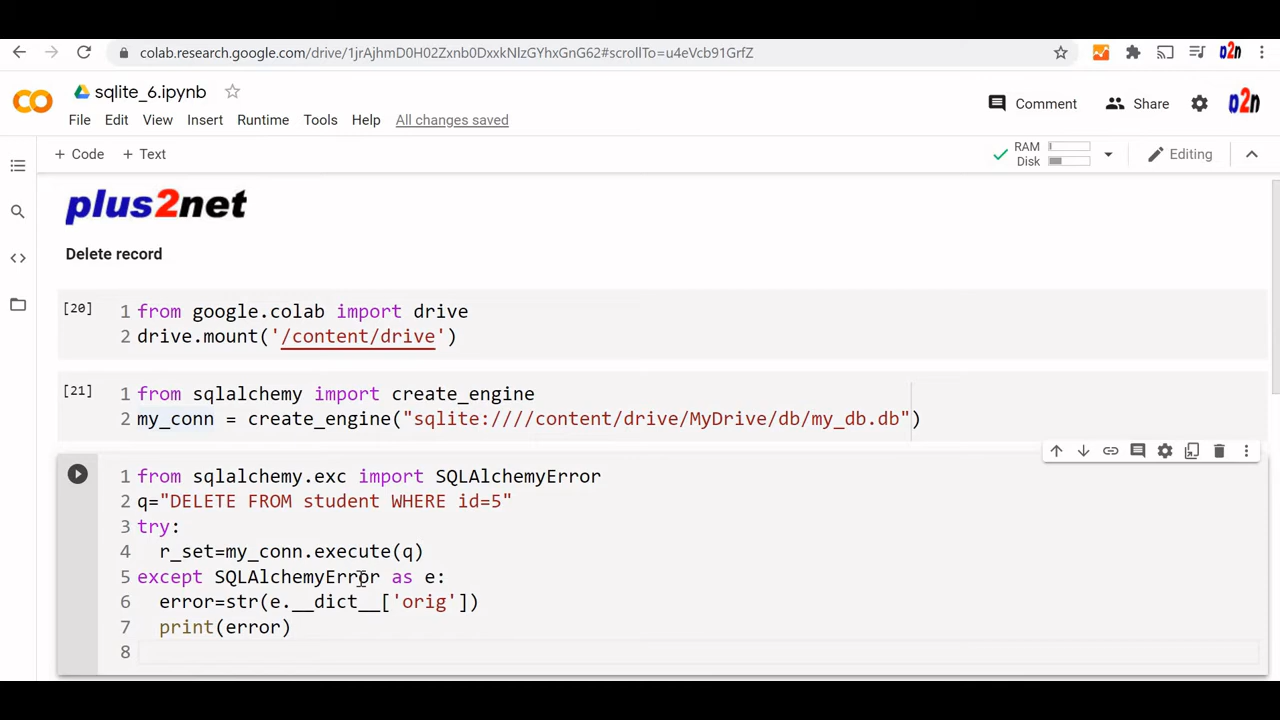 colab.research.google.com/drive/1jrAjhmD0H02Zxnb0DxxkNlzGYhxGnG62#scrollTo=u4eVcb91GrfZ
a2n
CO
sqlite_6.ipynb
Comment
Share
a2n
File Edit View Insert Runtime Tools Help All changes saved
+ Code + Text
RAM
Disk
Editing
plus2net
Delete record
[20]
1 from google.colab import drive
2 drive.mount('/content/drive')
[21]
1 from sqlalchemy import create_engine
2 my_conn = create_engine("sqlite:////content/drive/MyDrive/db/my_db.db")
1 from sqlalchemy.exc import SQLAlchemyError
2 q="DELETE FROM student WHERE id=5"
3 try:
4 r_set=my_conn.execute(q)
5 except SQLAlchemyError as e:
6 error=str(e.__dict__['orig'])
7 print(error)
8